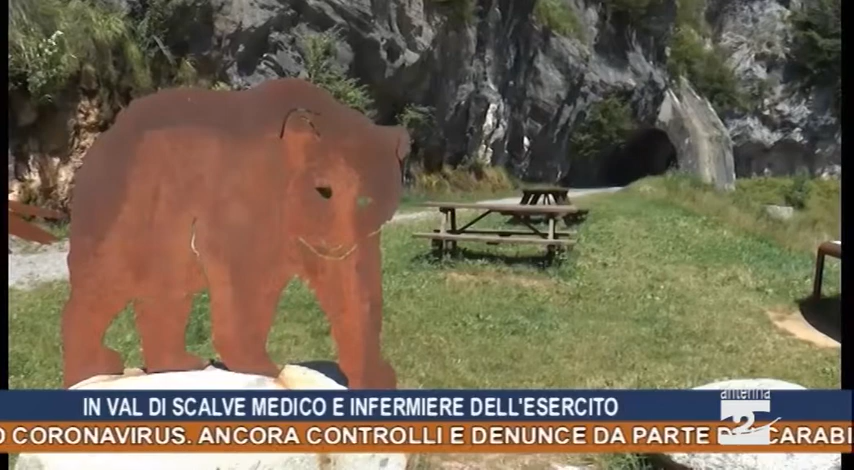 IN VAL DI SCALVE MEDICO E INFERMIERE DELL'ESERCITO
antenna
2
CORONAVIRUS. ANCORA CONTROLLI E DENUNCE DA PARTE